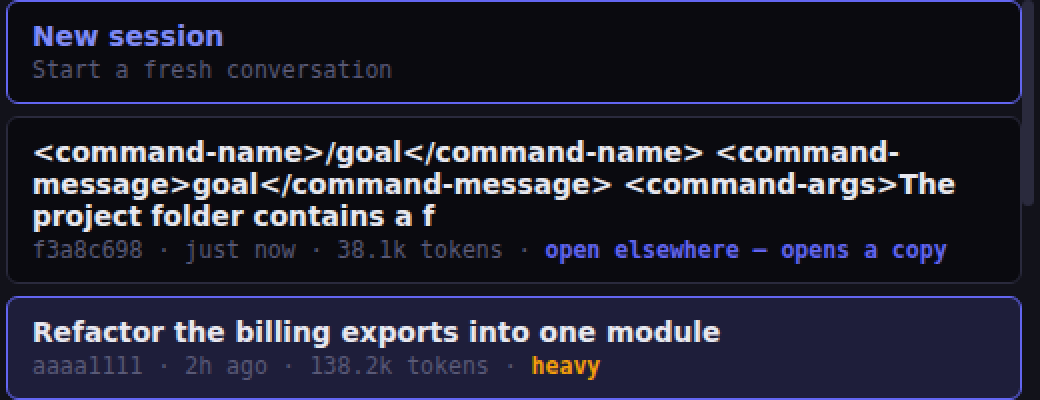 New session
Start a fresh conversation
<command-name>/goal</command-name> <command-
message>goal</command-message> <command-args>The
project folder contains a f
f3a8c698 · just now · 38.1k tokens · open elsewhere — opens a copy
Refactor the billing exports into one module
aaaa1111 · 2h ago · 138.2k tokens · heavy